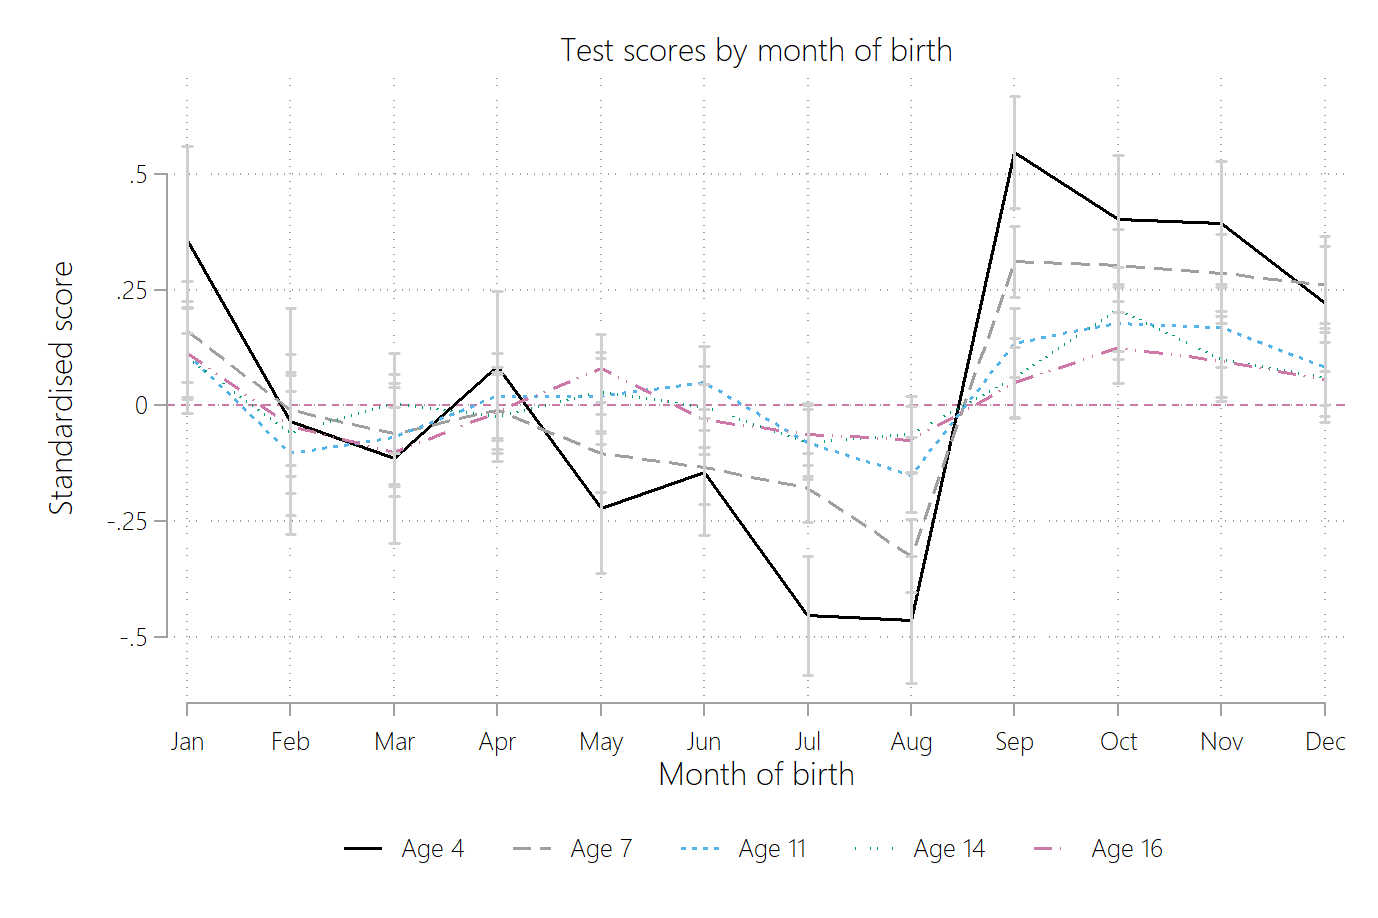 Test scores by month of birth
Standardised score
.5
.25
0
-.25
-.5
Jan Feb Mar Apr May Jun Jul Aug Sep Oct Nov Dec
Month of birth
Age 4 Age 7 Age 11 Age 14 Age 16